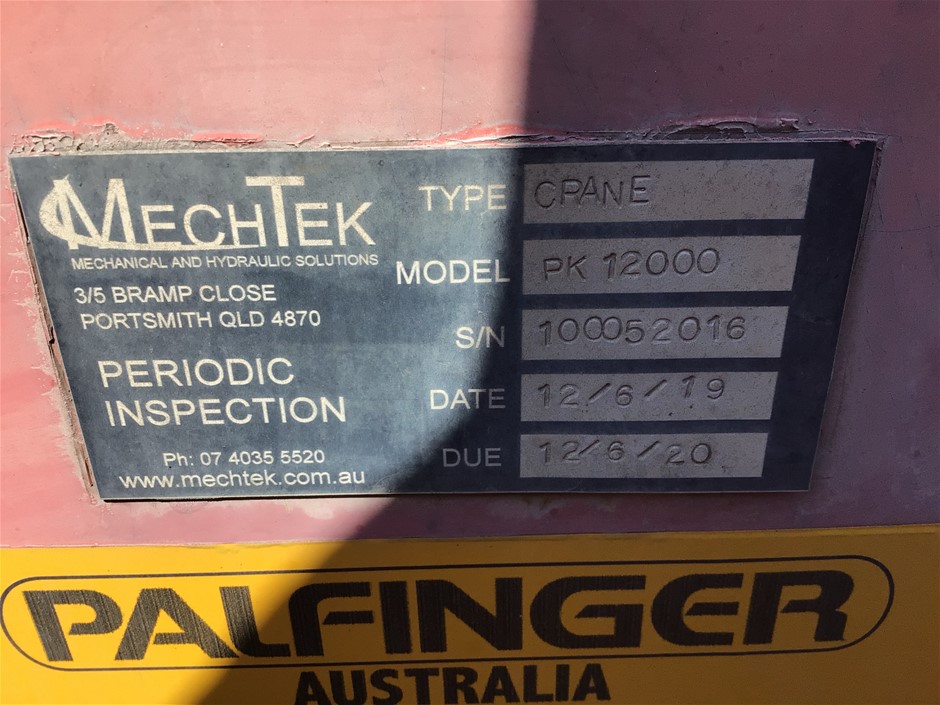 MECHTEK
MECHANICAL AND HYDRAULIC SOLUTIONS
3/5 BRAMP CLOSE
PORTSMITH QLD 4870
PERIODIC
INSPECTION
Ph: 07 4035 5520
www.mechtek.com.au
TYPE CRANE
MODEL PK 12000
S/N 100052016
DATE 12/6/19
DUE 12/6/20
PALFINGER
AUSTRALIA